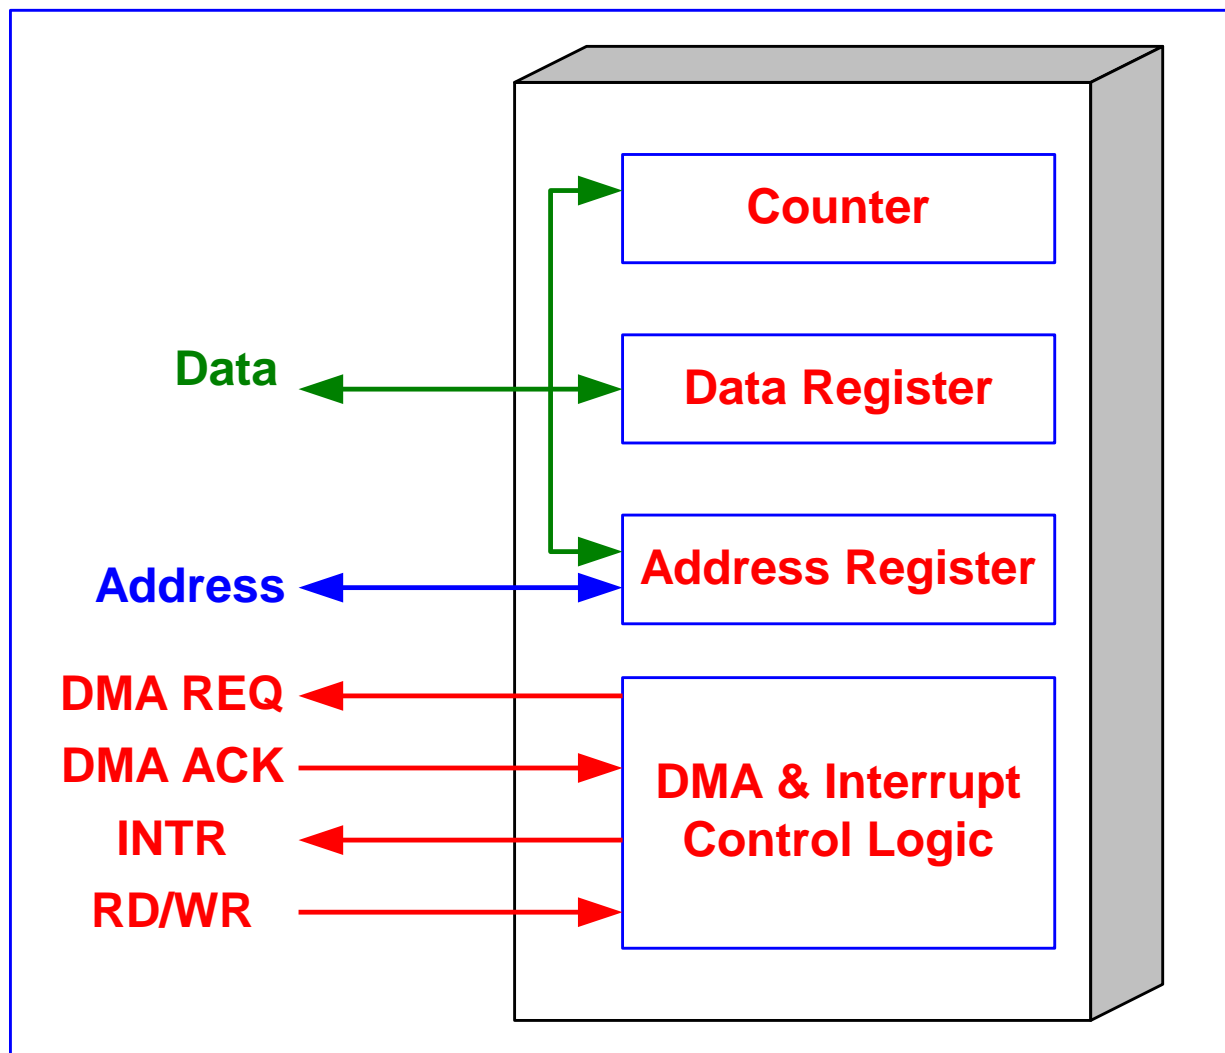 Counter
Data
Data Register
Address
Address Register
DMA REQ
DMA ACK
INTR
RD/WR
DMA & Interrupt
Control Logic